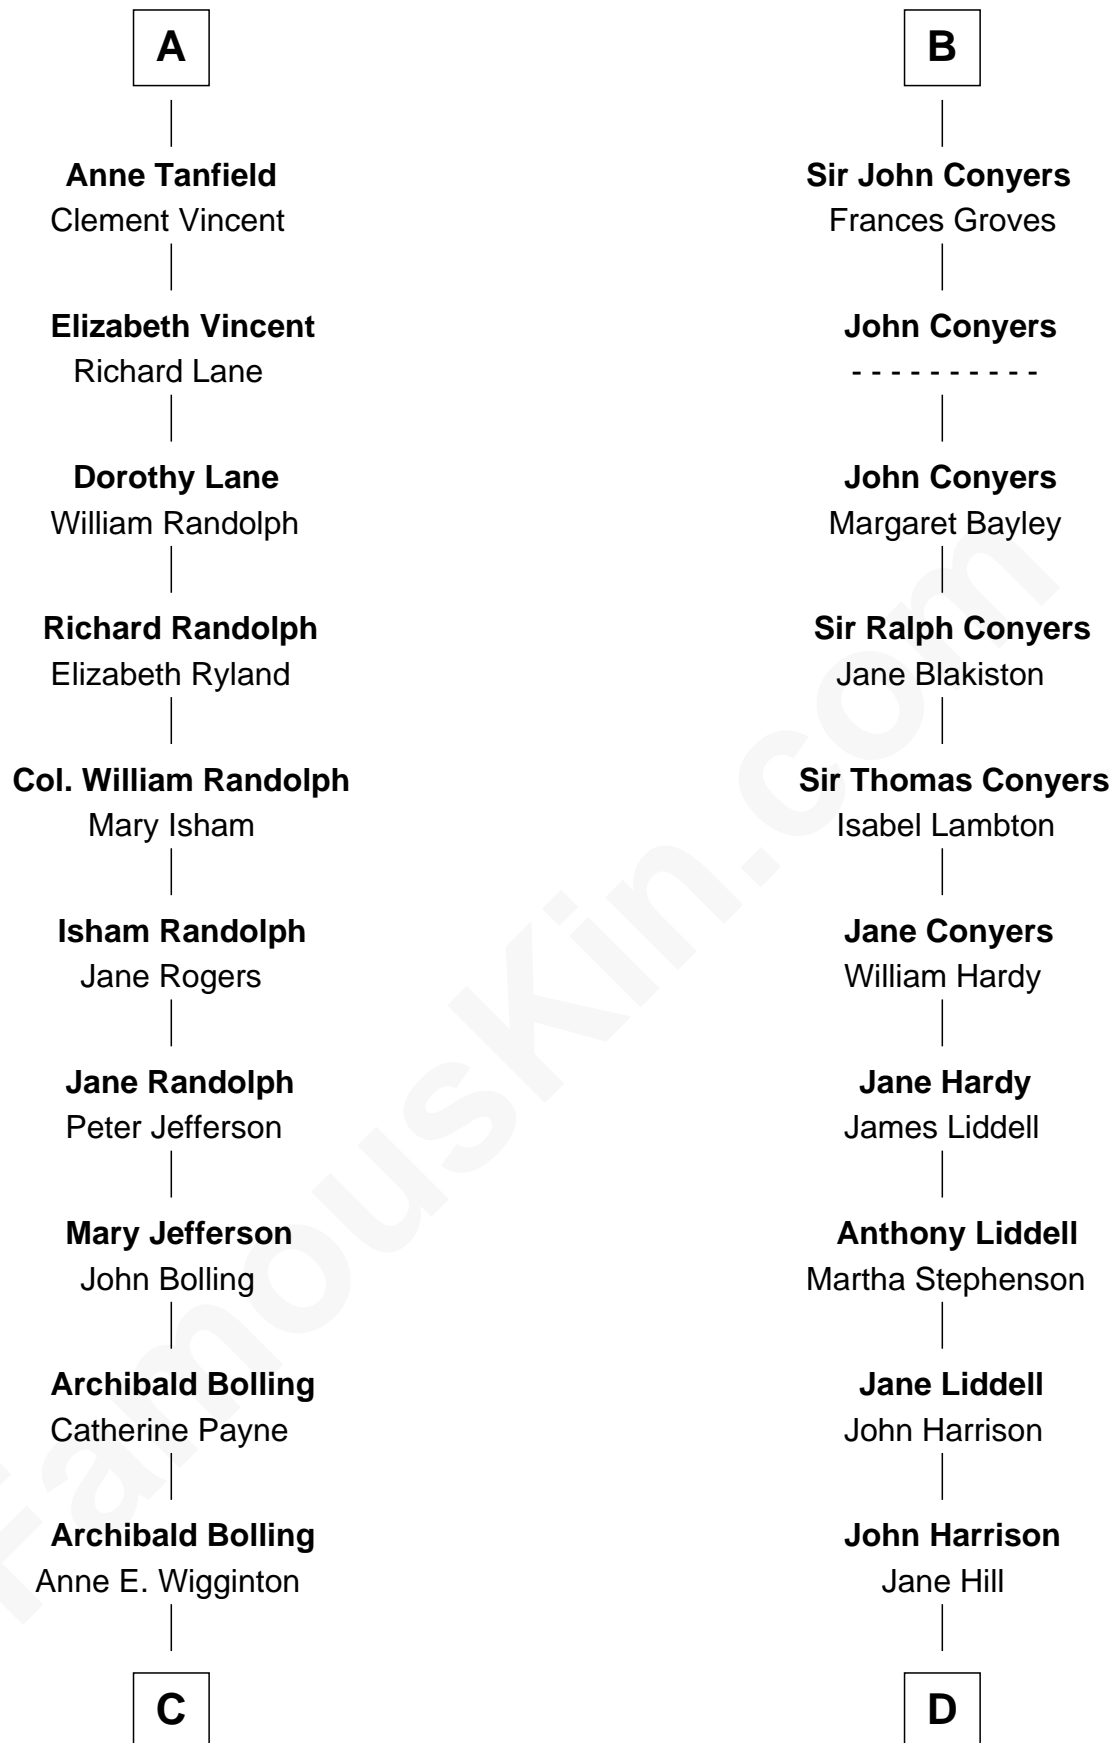 A
Anne Tanfield
Clement Vincent
Elizabeth Vincent
Richard Lane
Dorothy Lane
William Randolph
Richard Randolph
Elizabeth Ryland
Col. William Randolph
Mary Isham
Isham Randolph
Jane Rogers
Jane Randolph
Peter Jefferson
Mary Jefferson
John Bolling
Archibald Bolling
Catherine Payne
Archibald Bolling
Anne E. Wigginton
C
B
Sir John Conyers
Frances Groves
John Conyers
- - - - - - - - - -
John Conyers
Margaret Bayley
Sir Ralph Conyers
Jane Blakiston
Sir Thomas Conyers
Isabel Lambton
Jane Conyers
William Hardy
Jane Hardy
James Liddell
Anthony Liddell
Martha Stephenson
Jane Liddell
John Harrison
John Harrison
Jane Hill
D
FamousKin.com